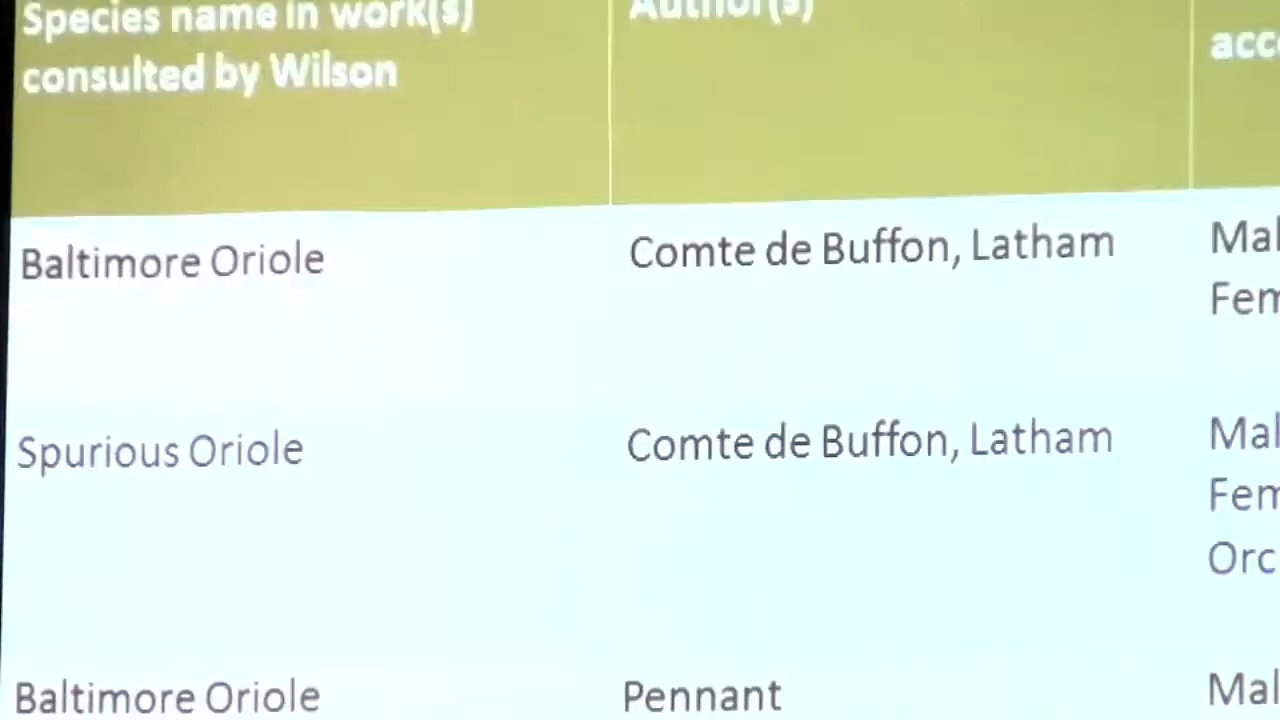 Species name in work(s)
consulted by Wilson
Author(s)
Baltimore Oriole
Comte de Buffon, Latham
Spurious Oriole
Comte de Buffon, Latham
Baltimore Oriole
Pennant